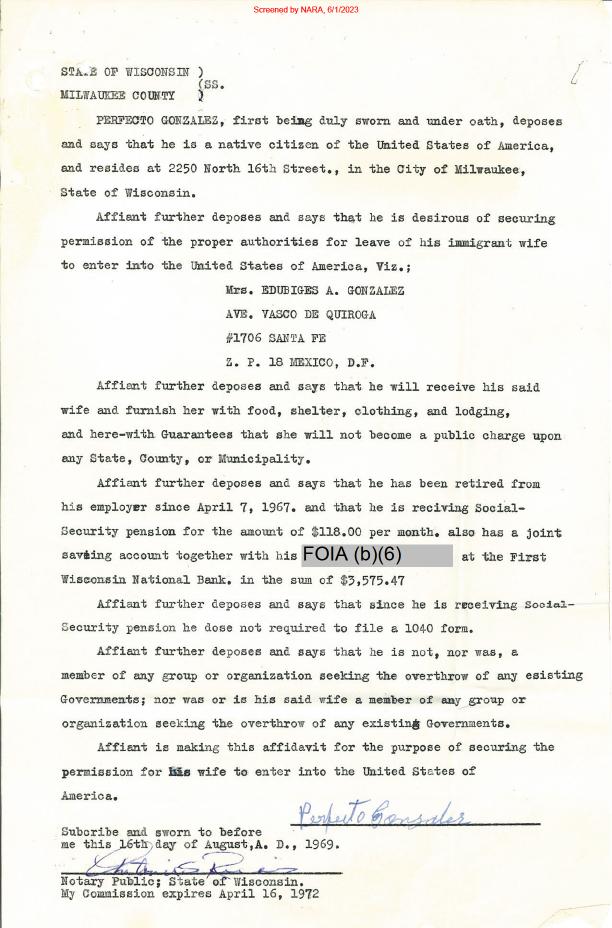 Screened by NARA, 6/1/2023
STATE OF WISCONSIN )
(SS.
MILWAUKEE COUNTY )
PERFECTO GONZALEZ, first being duly sworn and under oath, deposes
and says that he is a native citizen of the United States of America,
and resides at 2250 North 16th Street., in the City of Milwaukee,
State of Wisconsin.
Affiant further deposes and says that he is desirous of securing
permission of the proper authorities for leave of his immigrant wife
to enter into the United States of America, Viz.;
Mrs. EDUBIGES A. GONZALEZ
AVE. VASCO DE QUIROGA
#1706 SANTA FE
Z. P. 18 MEXICO, D.F.
Affiant further deposes and says that he will receive his said
wife and furnish her with food, shelter, clothing, and lodging,
and here-with Guarantees that she will not become a public charge upon
any State, County, or Municipality.
Affiant further deposes and says that he has been retired from
his employer since April 7, 1967. and that he is reciving Social-
Security pension for the amount of $118.00 per month. also has a joint
saveing account together with his FOIA (b)(6) at the First
Wisconsin National Bank. in the sum of $3,575.47
Affiant further deposes and says that since he is receiving Social-
Security pension he dose not required to file a 1040 form.
Affiant further deposes and says that he is not, nor was, a
member of any group or organization seeking the overthrow of any esisting
Governments; nor was or is his said wife a member of any group or
organization seeking the overthrow of any existing Governments.
Affiant is making this affidavit for the purpose of securing the
permission for his wife to enter into the United States of
America.
Perfecto Gonzalez
Subcribe and sworn to before
me this 16th day of August,A. D., 1969.
Notary Public; State of Wisconsin.
My Commission expires April 16, 1972